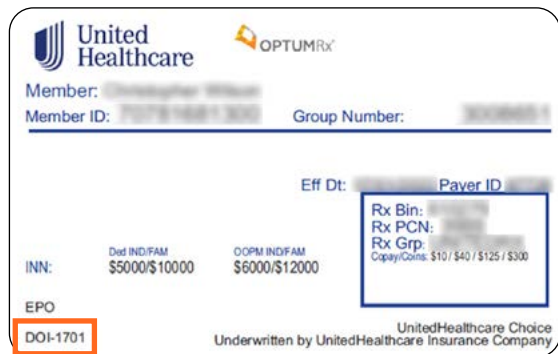 United
Healthcare
OPTUMRx
Member:
Member ID: Group Number:
Eff Dt: Payer ID
Rx Bin:
Rx PCN:
Rx Grp:
Copay/Coins: $10 / $40 / $125 / $300
Ded IND/FAM OOPM IND/FAM
INN: $5000/$10000 $6000/$12000
EPO
DOI-1701
UnitedHealthcare Choice
Underwritten by UnitedHealthcare Insurance Company